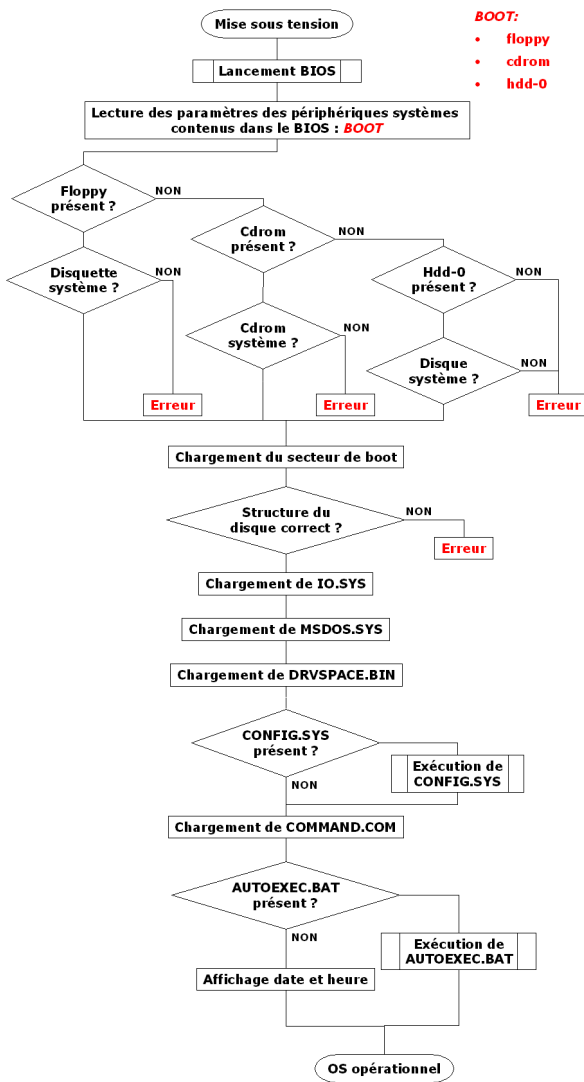 Mise sous tension
BOOT:
• floppy
• cdrom
• hdd-0
Lancement BIOS
Lecture des paramètres des périphériques systèmes
contenus dans le BIOS : BOOT
Floppy
présent ?
NON
Cdrom
présent ?
NON
Hdd-0
présent ?
NON
Disquette
système ?
NON
Cdrom
système ?
NON
Disque
système ?
NON
Erreur
Erreur
Erreur
Chargement du secteur de boot
Structure du
disque correct ?
NON
Erreur
Chargement de IO.SYS
Chargement de MSDOS.SYS
Chargement de DRVSPACE.BIN
CONFIG.SYS
présent ?
NON
Exécution de
CONFIG.SYS
Chargement de COMMAND.COM
AUTOEXEC.BAT
présent ?
NON
Exécution de
AUTOEXEC.BAT
Affichage date et heure
OS opérationnel